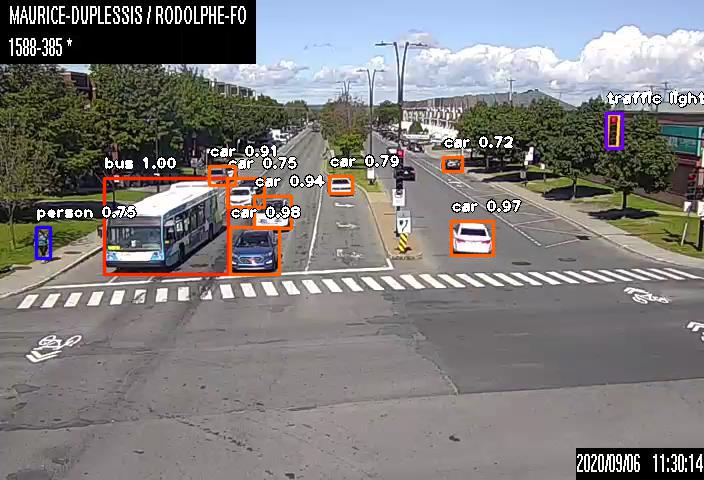 MAURICE-DUPLESSIS / RODOLPHE-FO
1588-385 *
traffic light
car 0.72
car 0.91
bus 1.00
car 0.75
car 0.79
car 0.94
person 0.75
car 0.98
car 0.97
2020/09/06 11:30:14